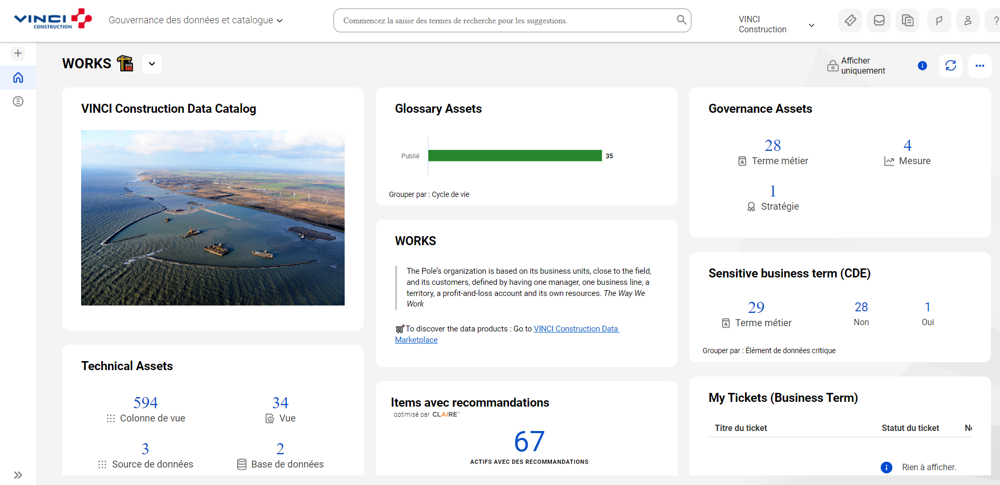 VINCI
CONSTRUCTION
Gouvernance des données et catalogue
Commencez la saisie des termes de recherche pour les suggestions.
VINCI
Construction
?
WORKS
Afficher
uniquement
VINCI Construction Data Catalog
Glossary Assets
Publié
35
Grouper par : Cycle de vie
Governance Assets
28
Terme métier
4
Mesure
1
Stratégie
WORKS
The Pole’s organization is based on its business units, close to the field,
and its customers, defined by having one manager, one business line, a
territory, a profit-and-loss account and its own resources. The Way We
Work
To discover the data products : Go to VINCI Construction Data
Marketplace
Sensitive business term (CDE)
29
Terme métier
28
Non
1
Oui
Grouper par : Élément de données critique
Technical Assets
594
Colonne de vue
34
Vue
3
Source de données
2
Base de données
Items avec recommandations
optimisé par CLAIRE™
67
ACTIFS AVEC DES RECOMMANDATIONS
My Tickets (Business Term)
Titre du ticket
Statut du ticket
Rien à afficher.